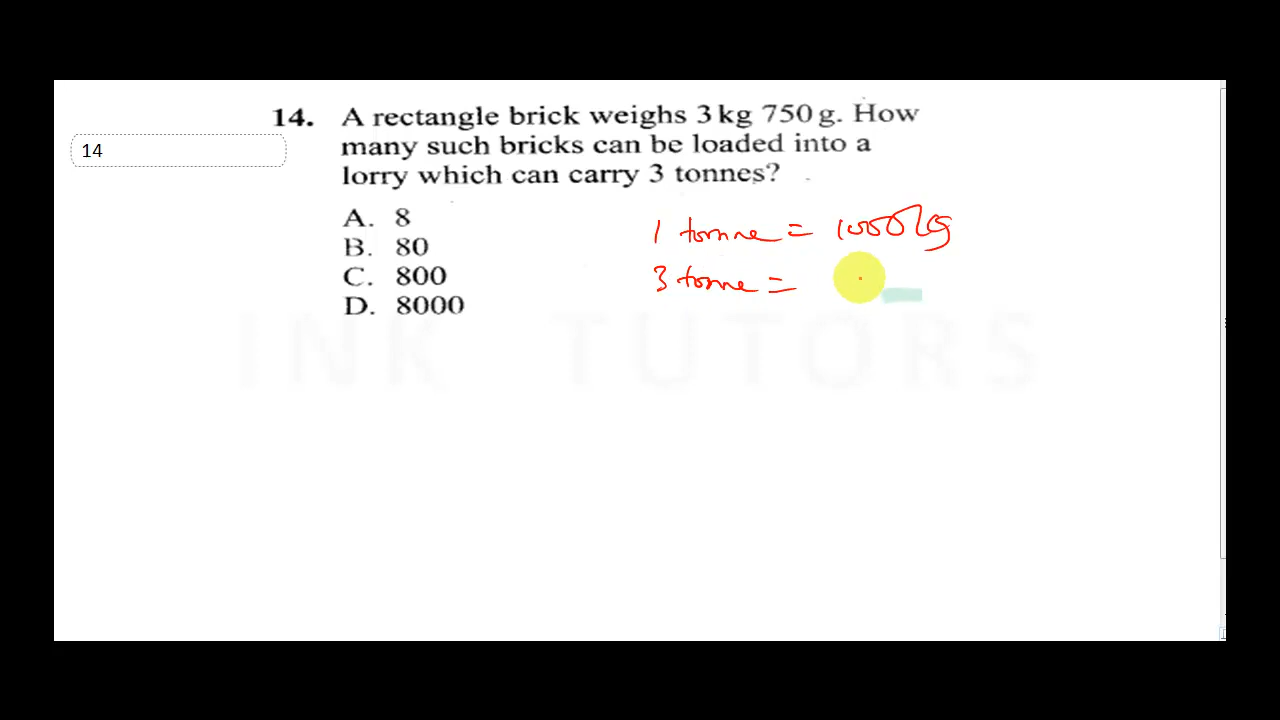 14. A rectangle brick weighs 3 kg 750 g. How
many such bricks can be loaded into a
lorry which can carry 3 tonnes?
14
A. 8
B. 80
C. 800
D. 8000
1 tonne = 1000 kg
3 tonne =
INK TUTORS